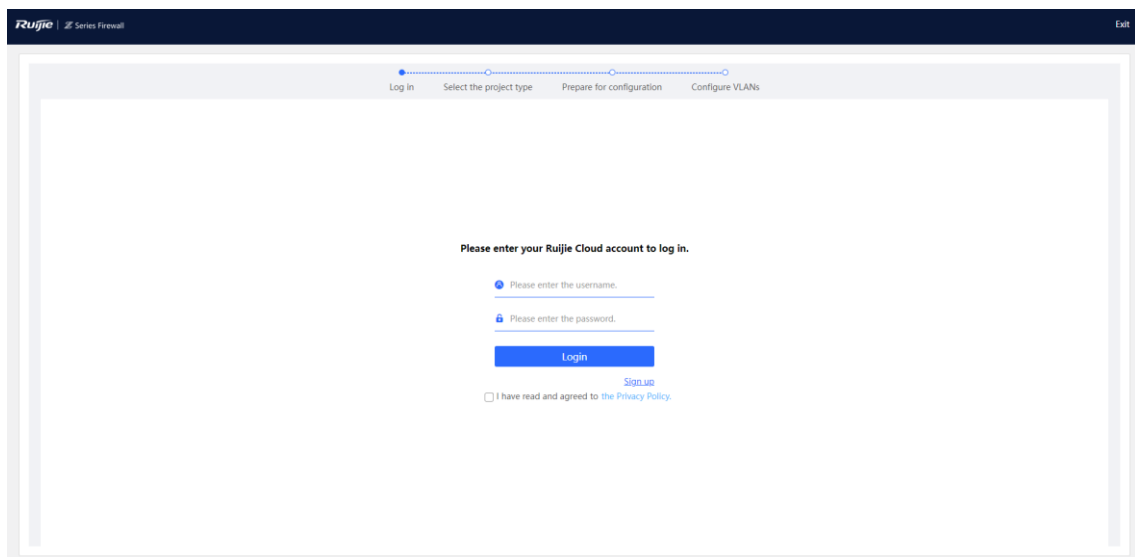 Ruijie | Z Series Firewall Exit
Log in Select the project type Prepare for configuration Configure VLANs
Please enter your Ruijie Cloud account to log in.
Please enter the username.
Please enter the password.
Login
Sign up
I have read and agreed to the Privacy Policy.